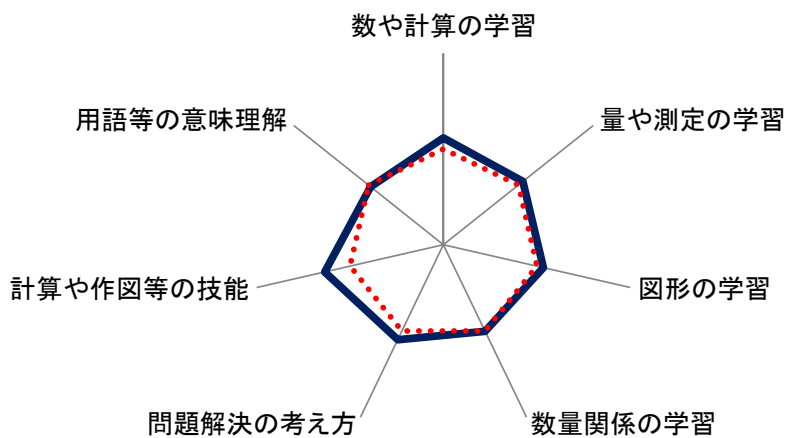 数や計算の学習
量や測定の学習
図形の学習
数量関係の学習
問題解決の考え方
計算や作図等の技能
用語等の意味理解